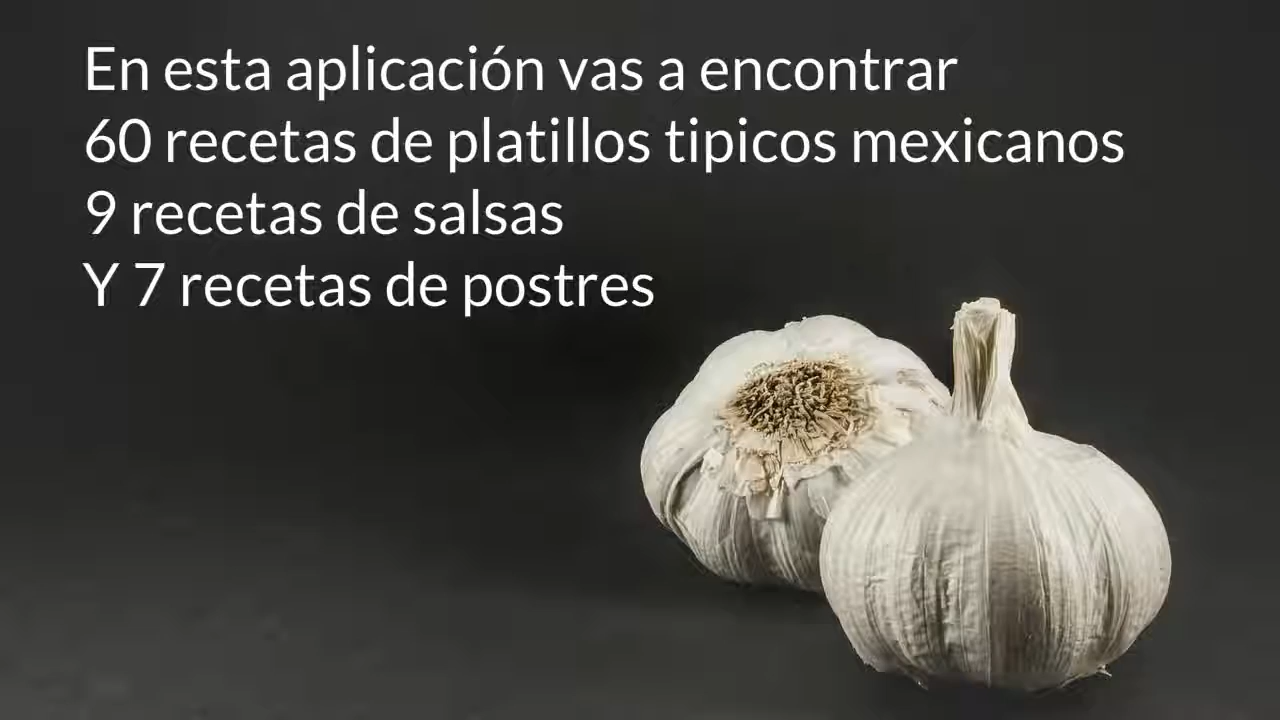 En esta aplicación vas a encontrar
60 recetas de platillos tipicos mexicanos
9 recetas de salsas
Y 7 recetas de postres